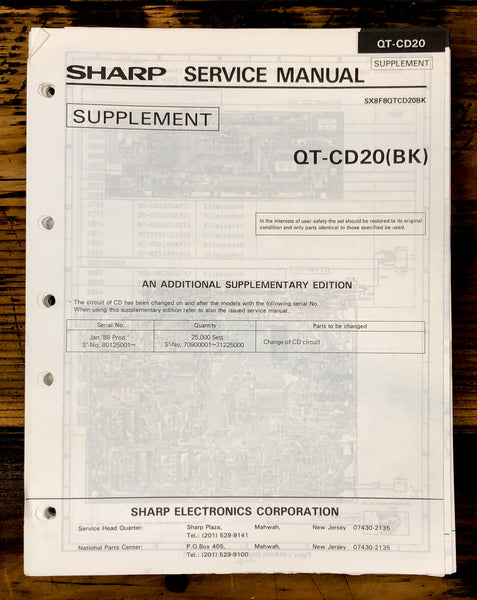 QT-CD20
SUPPLEMENT
SHARP SERVICE MANUAL
SX8F8QTCD20BK
SUPPLEMENT
QT-CD20(BK)
In the interests of user-safety the set should be restored to its original
condition and only parts identical to those specified be used.
AN ADDITIONAL SUPPLEMENTARY EDITION
The circuit of CD has been changed on and after the models with the following serial No.
When using this supplementary edition refer to also the issued service manual.
Serial No. Quantity Parts to be changed
Jan. '88 Prod. 25,000 Sets Change of CD circuit
S'-No; 80125001~ S'-No; 70900001~71225000
SHARP ELECTRONICS CORPORATION
Service Head Quarter: Sharp Plaza, Mahwah, New Jersey 07430-2135
Tel.: (201) 529-9141
National Parts Center: P.O.Box 405, Mahwah, New Jersey 07430-2135
Tel.: (201) 529-9100